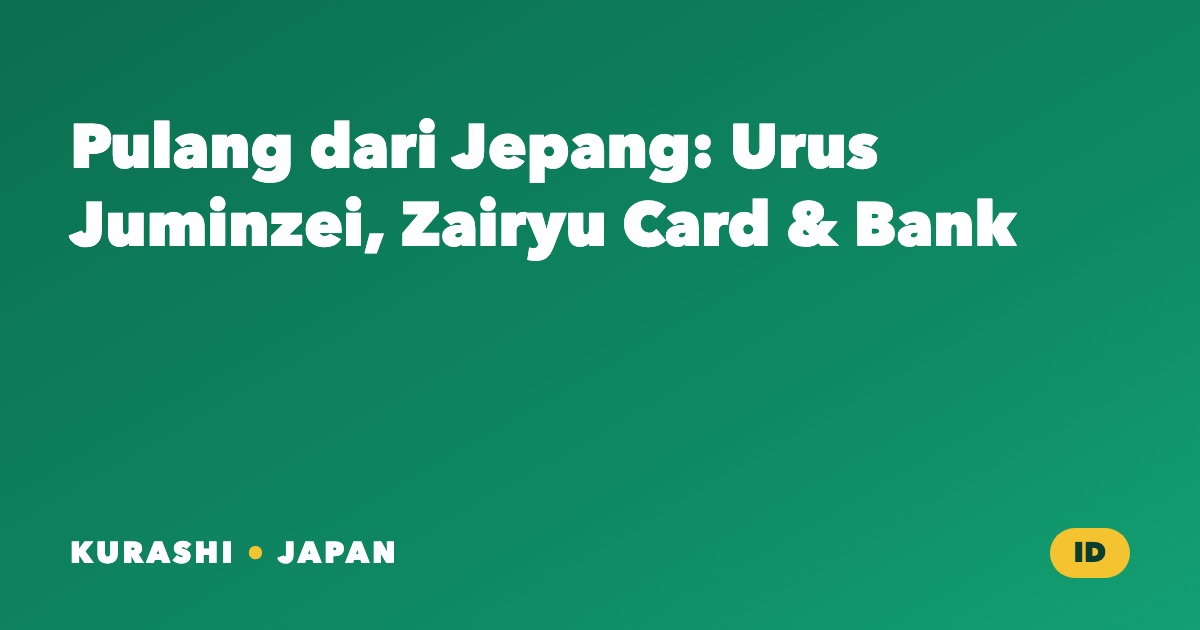 Pulang dari Jepang: Urus
Juminzei, Zairyu Card & Bank
KURASHI • JAPAN
ID